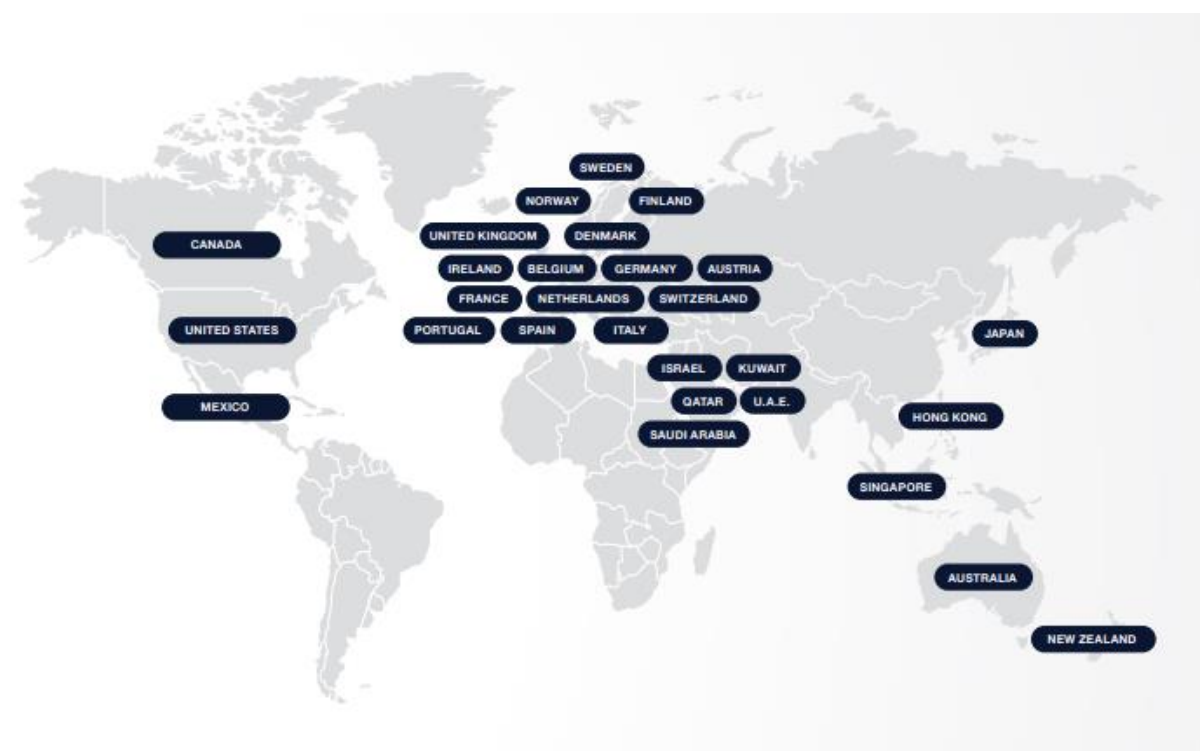 SWEDEN
NORWAY
FINLAND
UNITED KINGDOM
DENMARK
CANADA
IRELAND
BELGIUM
GERMANY
AUSTRIA
FRANCE
NETHERLANDS
SWITZERLAND
UNITED STATES
PORTUGAL
SPAIN
ITALY
JAPAN
ISRAEL
KUWAIT
MEXICO
QATAR
U.A.E.
HONG KONG
SAUDI ARABIA
SINGAPORE
AUSTRALIA
NEW ZEALAND